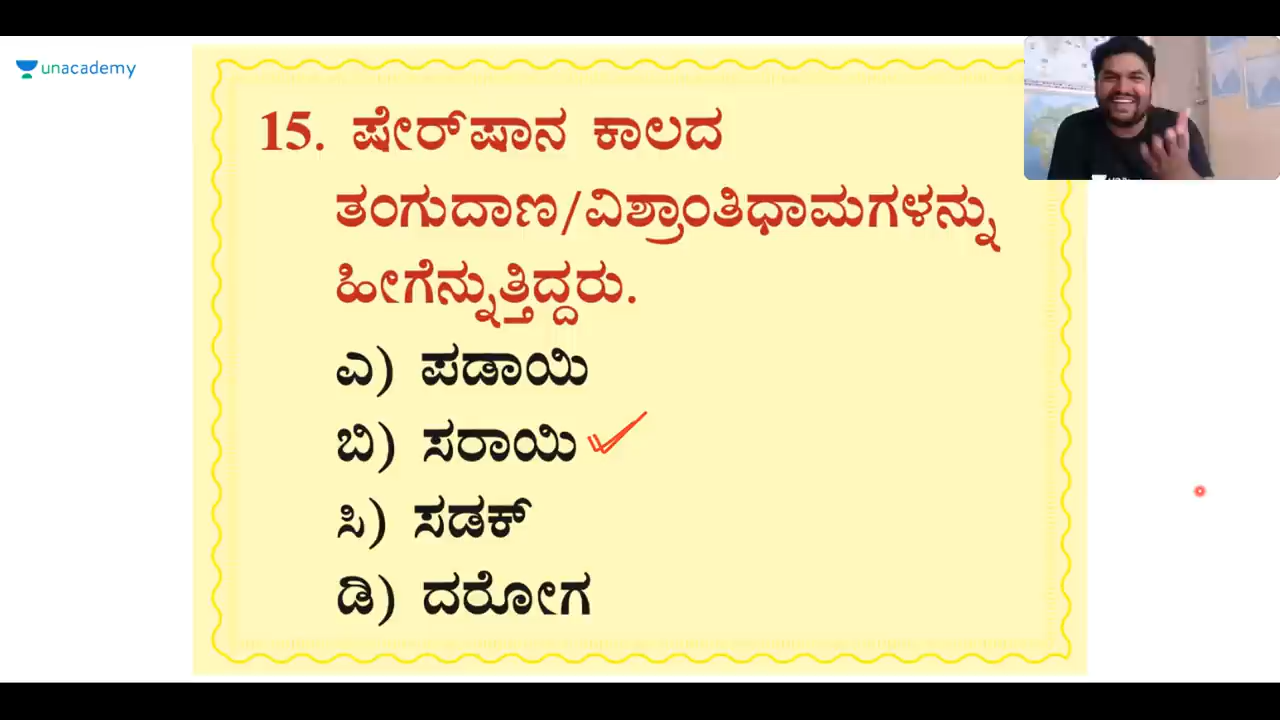 unacademy
15. ಷೇರ್‌ಷಾನ ಕಾಲದ
ತಂಗುದಾಣ/ವಿಶ್ರಾಂತಿಧಾಮಗಳನ್ನು
ಹೀಗೆನ್ನುತ್ತಿದ್ದರು.
ಎ) ಪಡಾಯಿ
ಬಿ) ಸರಾಯಿ
ಸಿ) ಸಡಕ್
ಡಿ) ದರೋಗ